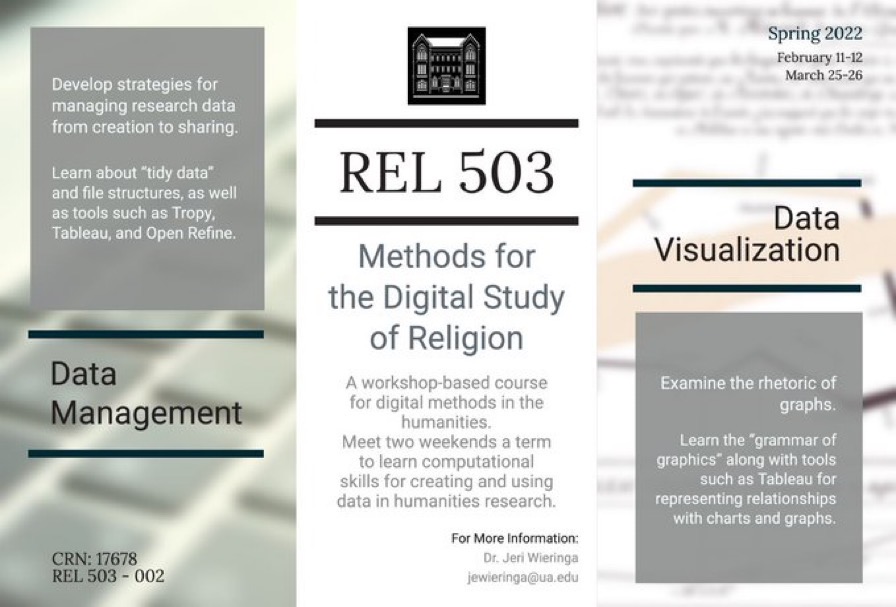 Develop strategies for
managing research data
from creation to sharing.
Learn about “tidy data”
and file structures, as well
as tools such as Tropy,
Tableau, and Open Refine.
Data
Management
CRN: 17678
REL 503 - 002
REL 503
Methods for
the Digital Study
of Religion
A workshop-based course
for digital methods in the
humanities.
Meet two weekends a term
to learn computational
skills for creating and using
data in humanities research.
For More Information:
Dr. Jeri Wieringa
jewieringa@ua.edu
Spring 2022
February 11-12
March 25-26
Data
Visualization
Examine the rhetoric of
graphs.
Learn the “grammar of
graphics” along with tools
such as Tableau for
representing relationships
with charts and graphs.